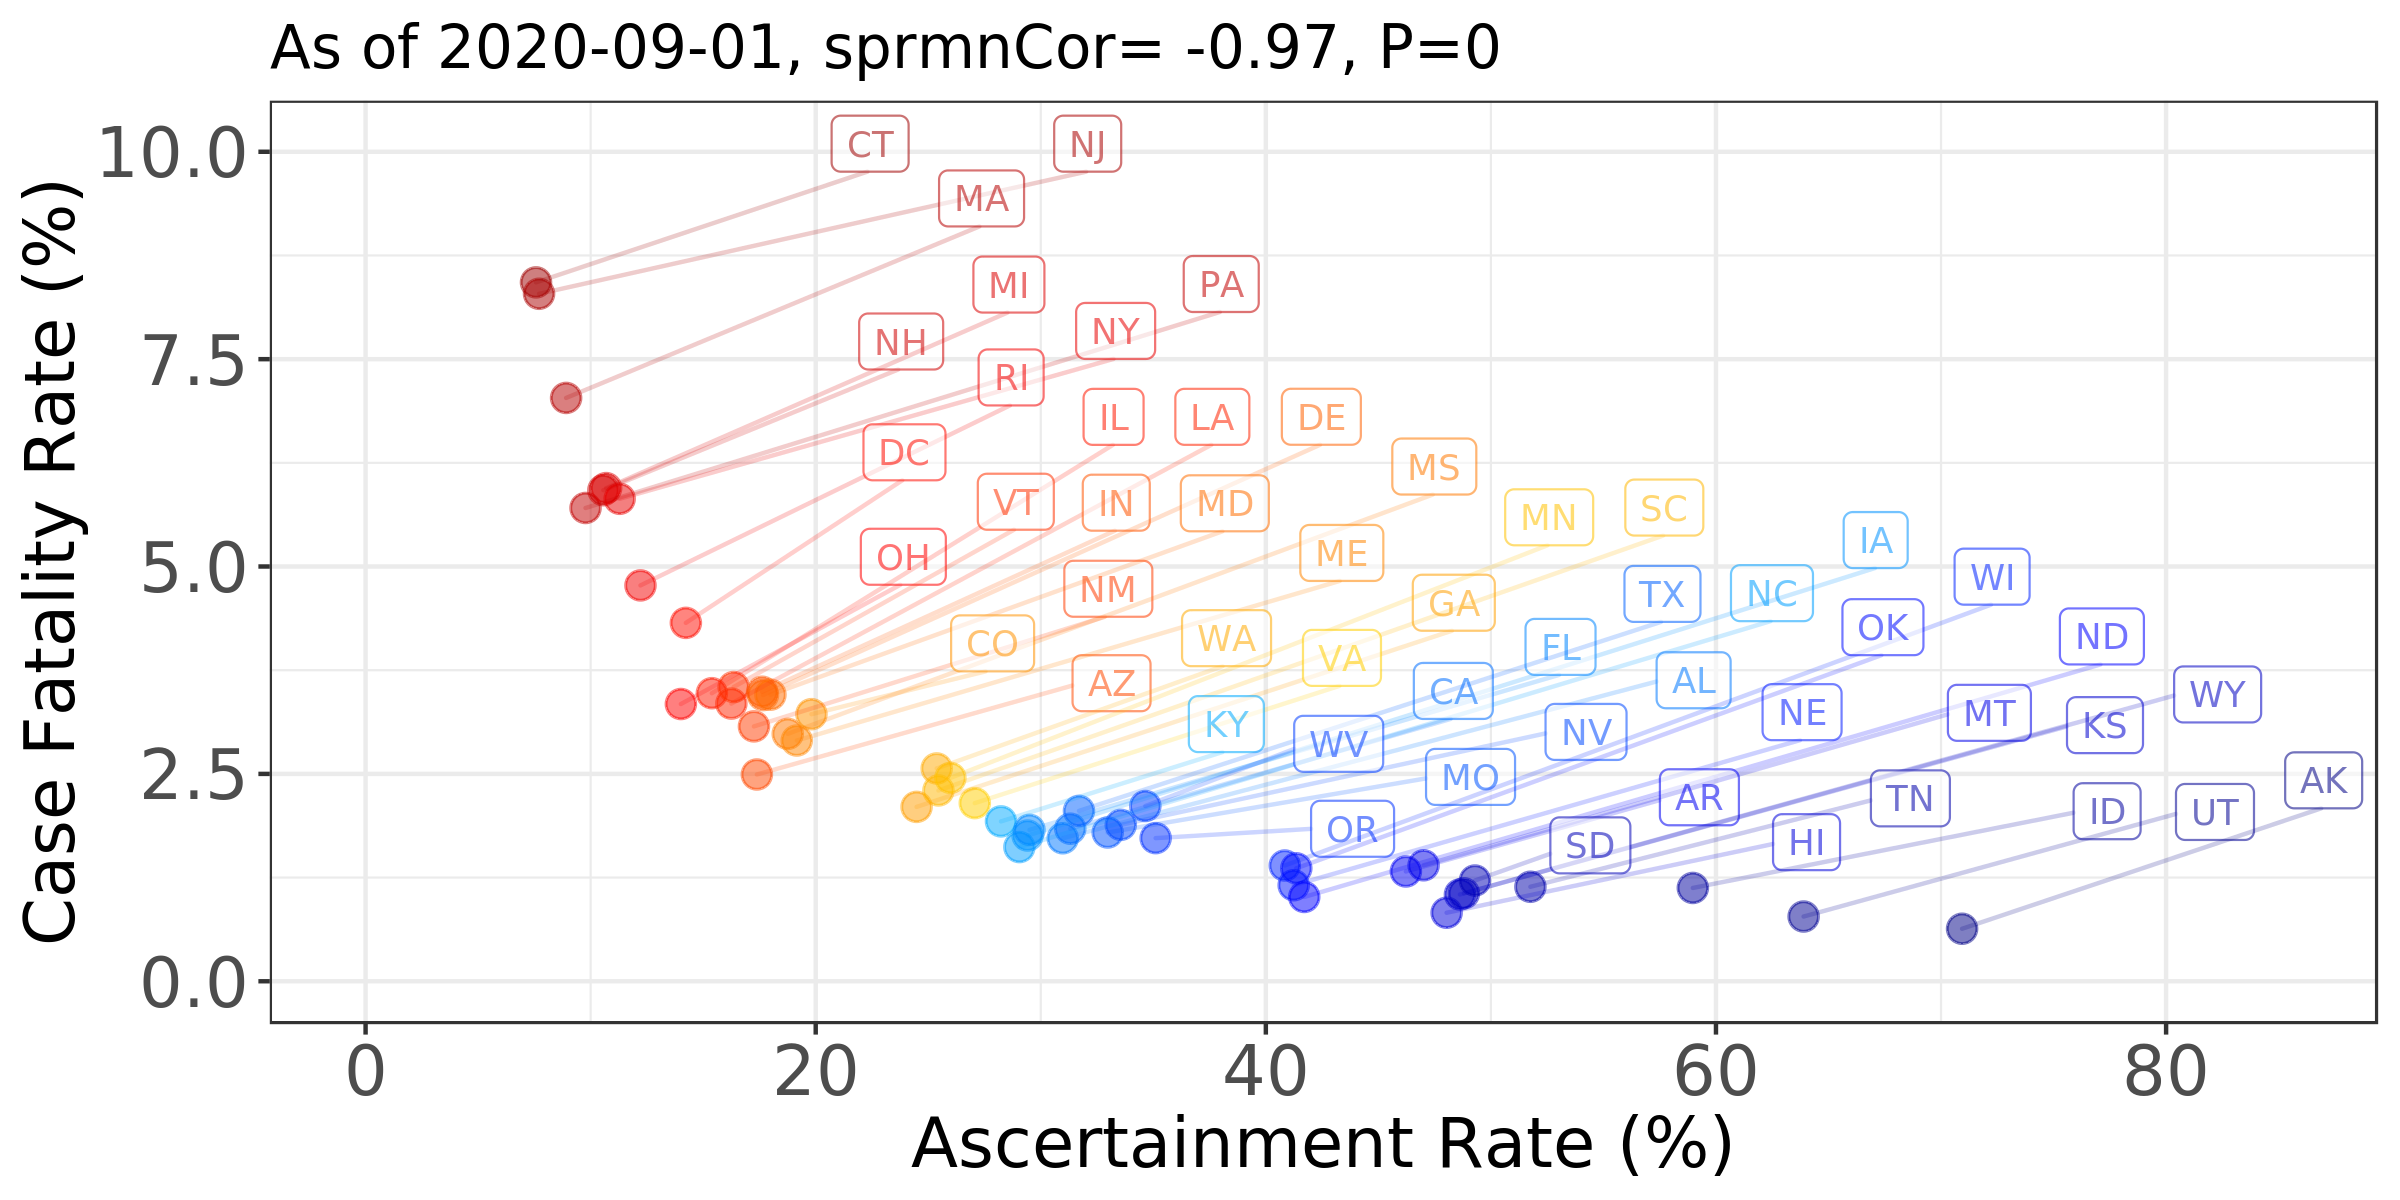 As of 2020-09-01, sprmnCor= -0.97, P=0
Case Fatality Rate (%)
10.0
7.5
5.0
2.5
0.0
CT
NJ
MA
MI
PA
NY
NH
RI
IL
LA
DE
DC
MS
VT
IN
MD
MN
SC
OH
ME
IA
NM
GA
TX
NC
WI
CO
WA
VA
FL
OK
ND
AZ
CA
AL
WY
KY
WV
NV
NE
MT
KS
MO
AR
TN
ID
UT
AK
OR
SD
HI
0
20
40
60
80
Ascertainment Rate (%)